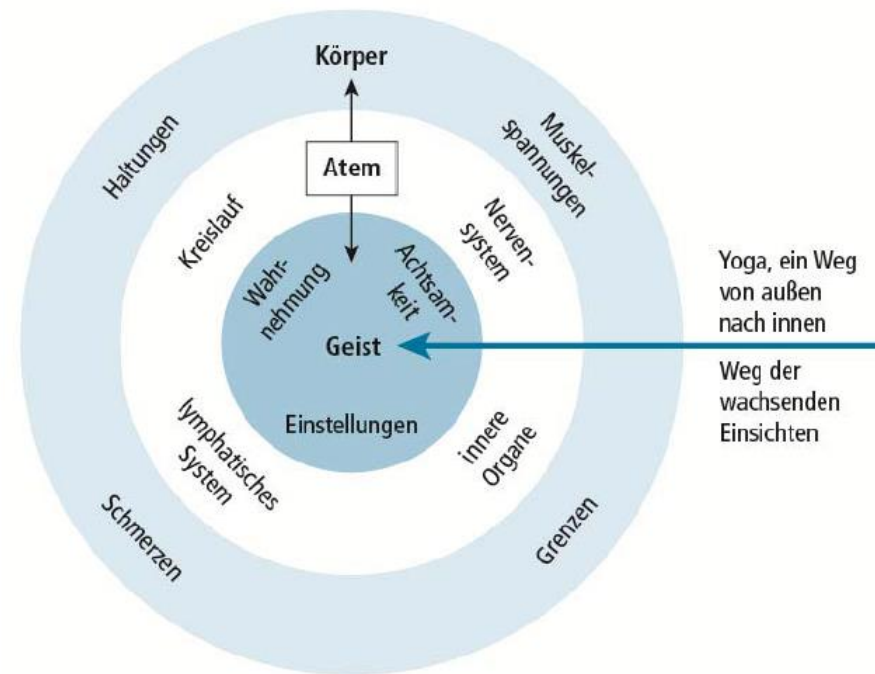 Körper
Haltungen
Muskel-
spannungen
Atem
Kreislauf
Nerven-
system
Wahr-
nehmung
Achtsam-
keit
Geist
Einstellungen
lymphatisches
System
innere
Organe
Schmerzen
Grenzen
Yoga, ein Weg
von außen
nach innen
Weg der
wachsenden
Einsichten